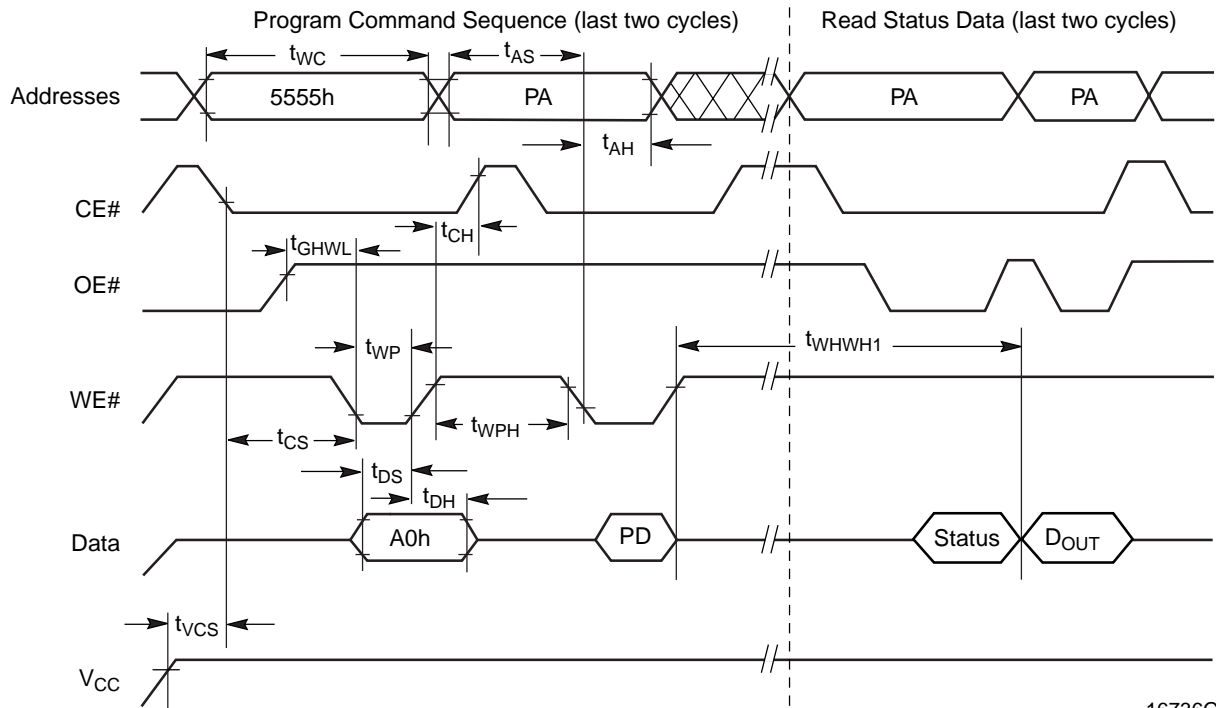 Program Command Sequence (last two cycles)
Read Status Data (last two cycles)
tWC
tAS
Addresses
5555h
PA
PA
PA
tAH
CE#
tCH
tGHWL
OE#
tWP
tWHWH1
WE#
tWPH
tCS
tDS
tDH
Data
A0h
PD
Status
DOUT
tVCS
VCC